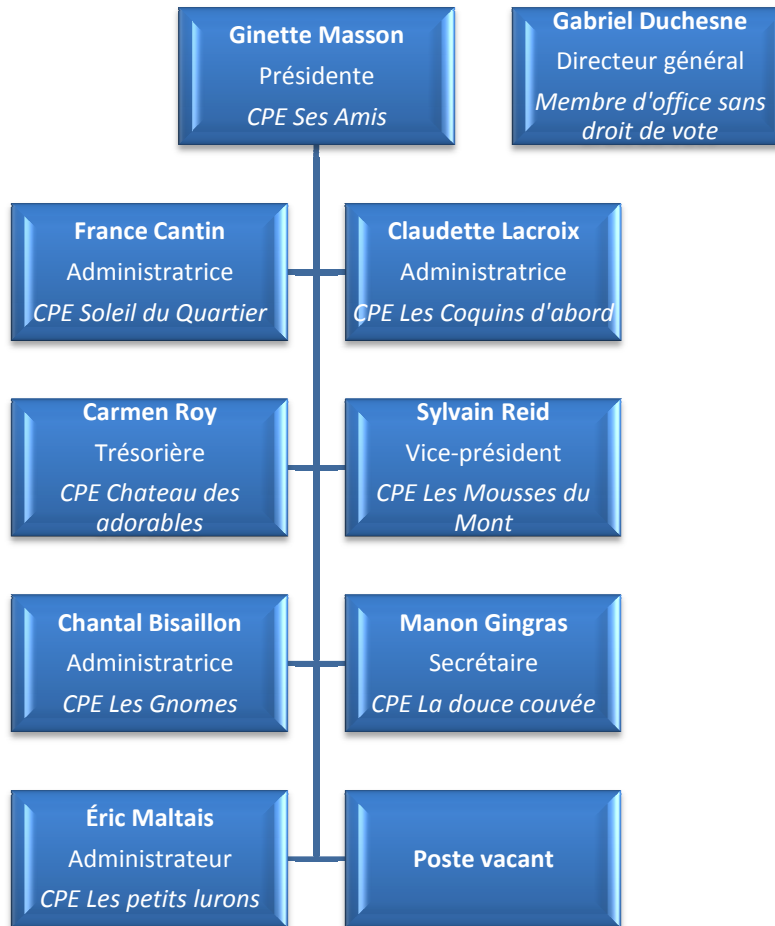 Ginette Masson
Présidente
CPE Ses Amis
Gabriel Duchesne
Directeur général
Membre d'office sans
droit de vote
France Cantin
Administratrice
CPE Soleil du Quartier
Claudette Lacroix
Administratrice
CPE Les Coquins d'abord
Carmen Roy
Trésorière
CPE Chateau des
adorables
Sylvain Reid
Vice-président
CPE Les Mousses du
Mont
Chantal Bisaillon
Administratrice
CPE Les Gnomes
Manon Gingras
Secrétaire
CPE La douce couvée
Éric Maltais
Administrateur
CPE Les petits lurons
Poste vacant